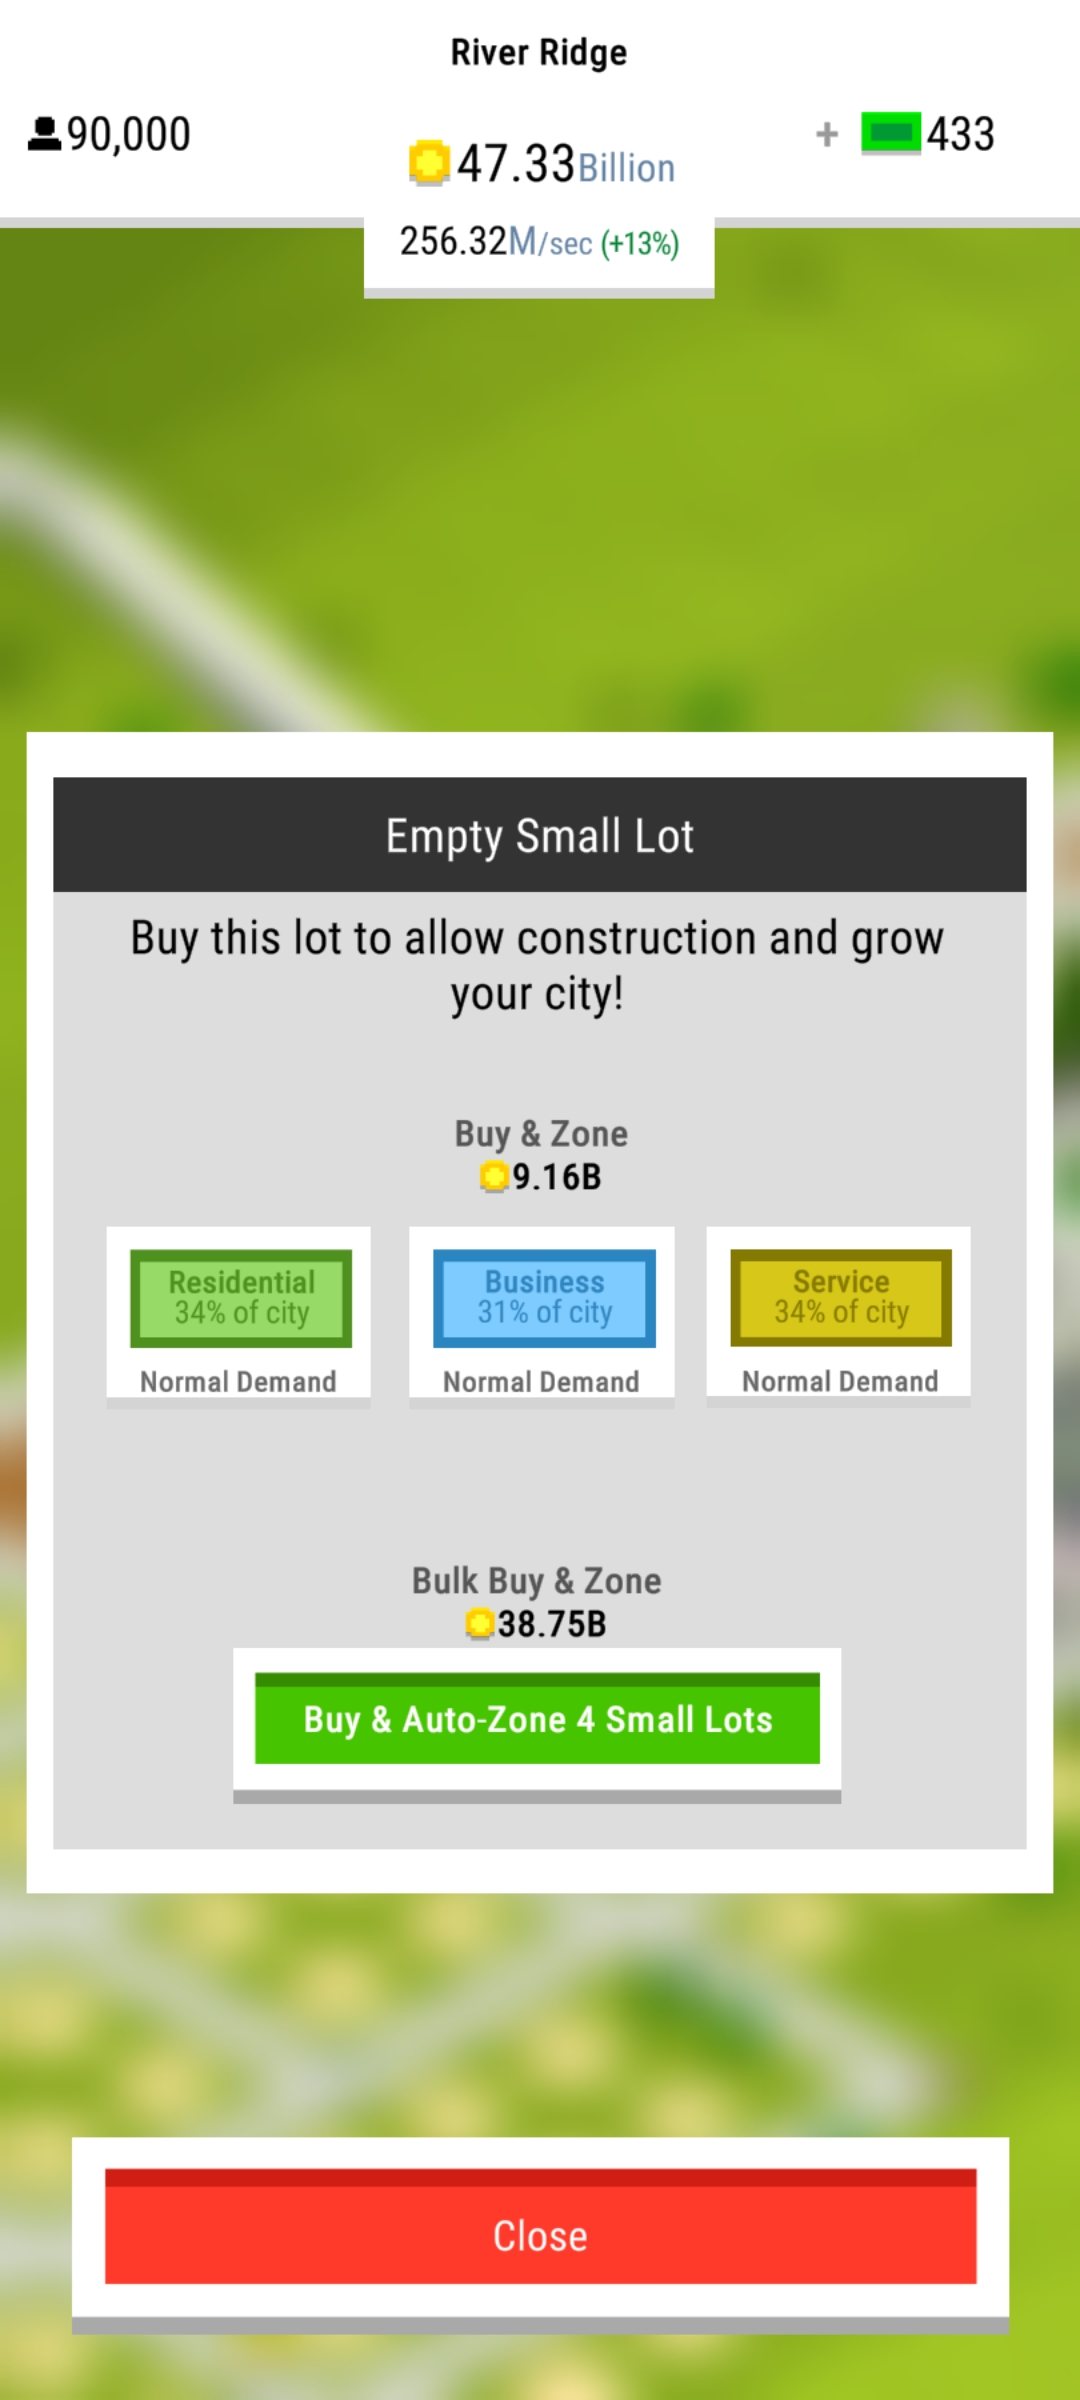 River Ridge
90,000
47.33Billion
+ 433
256.32M/sec (+13%)
Empty Small Lot
Buy this lot to allow construction and grow
your city!
Buy & Zone
9.16B
Residential
34% of city
Normal Demand
Business
31% of city
Normal Demand
Service
34% of city
Normal Demand
Bulk Buy & Zone
38.75B
Buy & Auto-Zone 4 Small Lots
Close